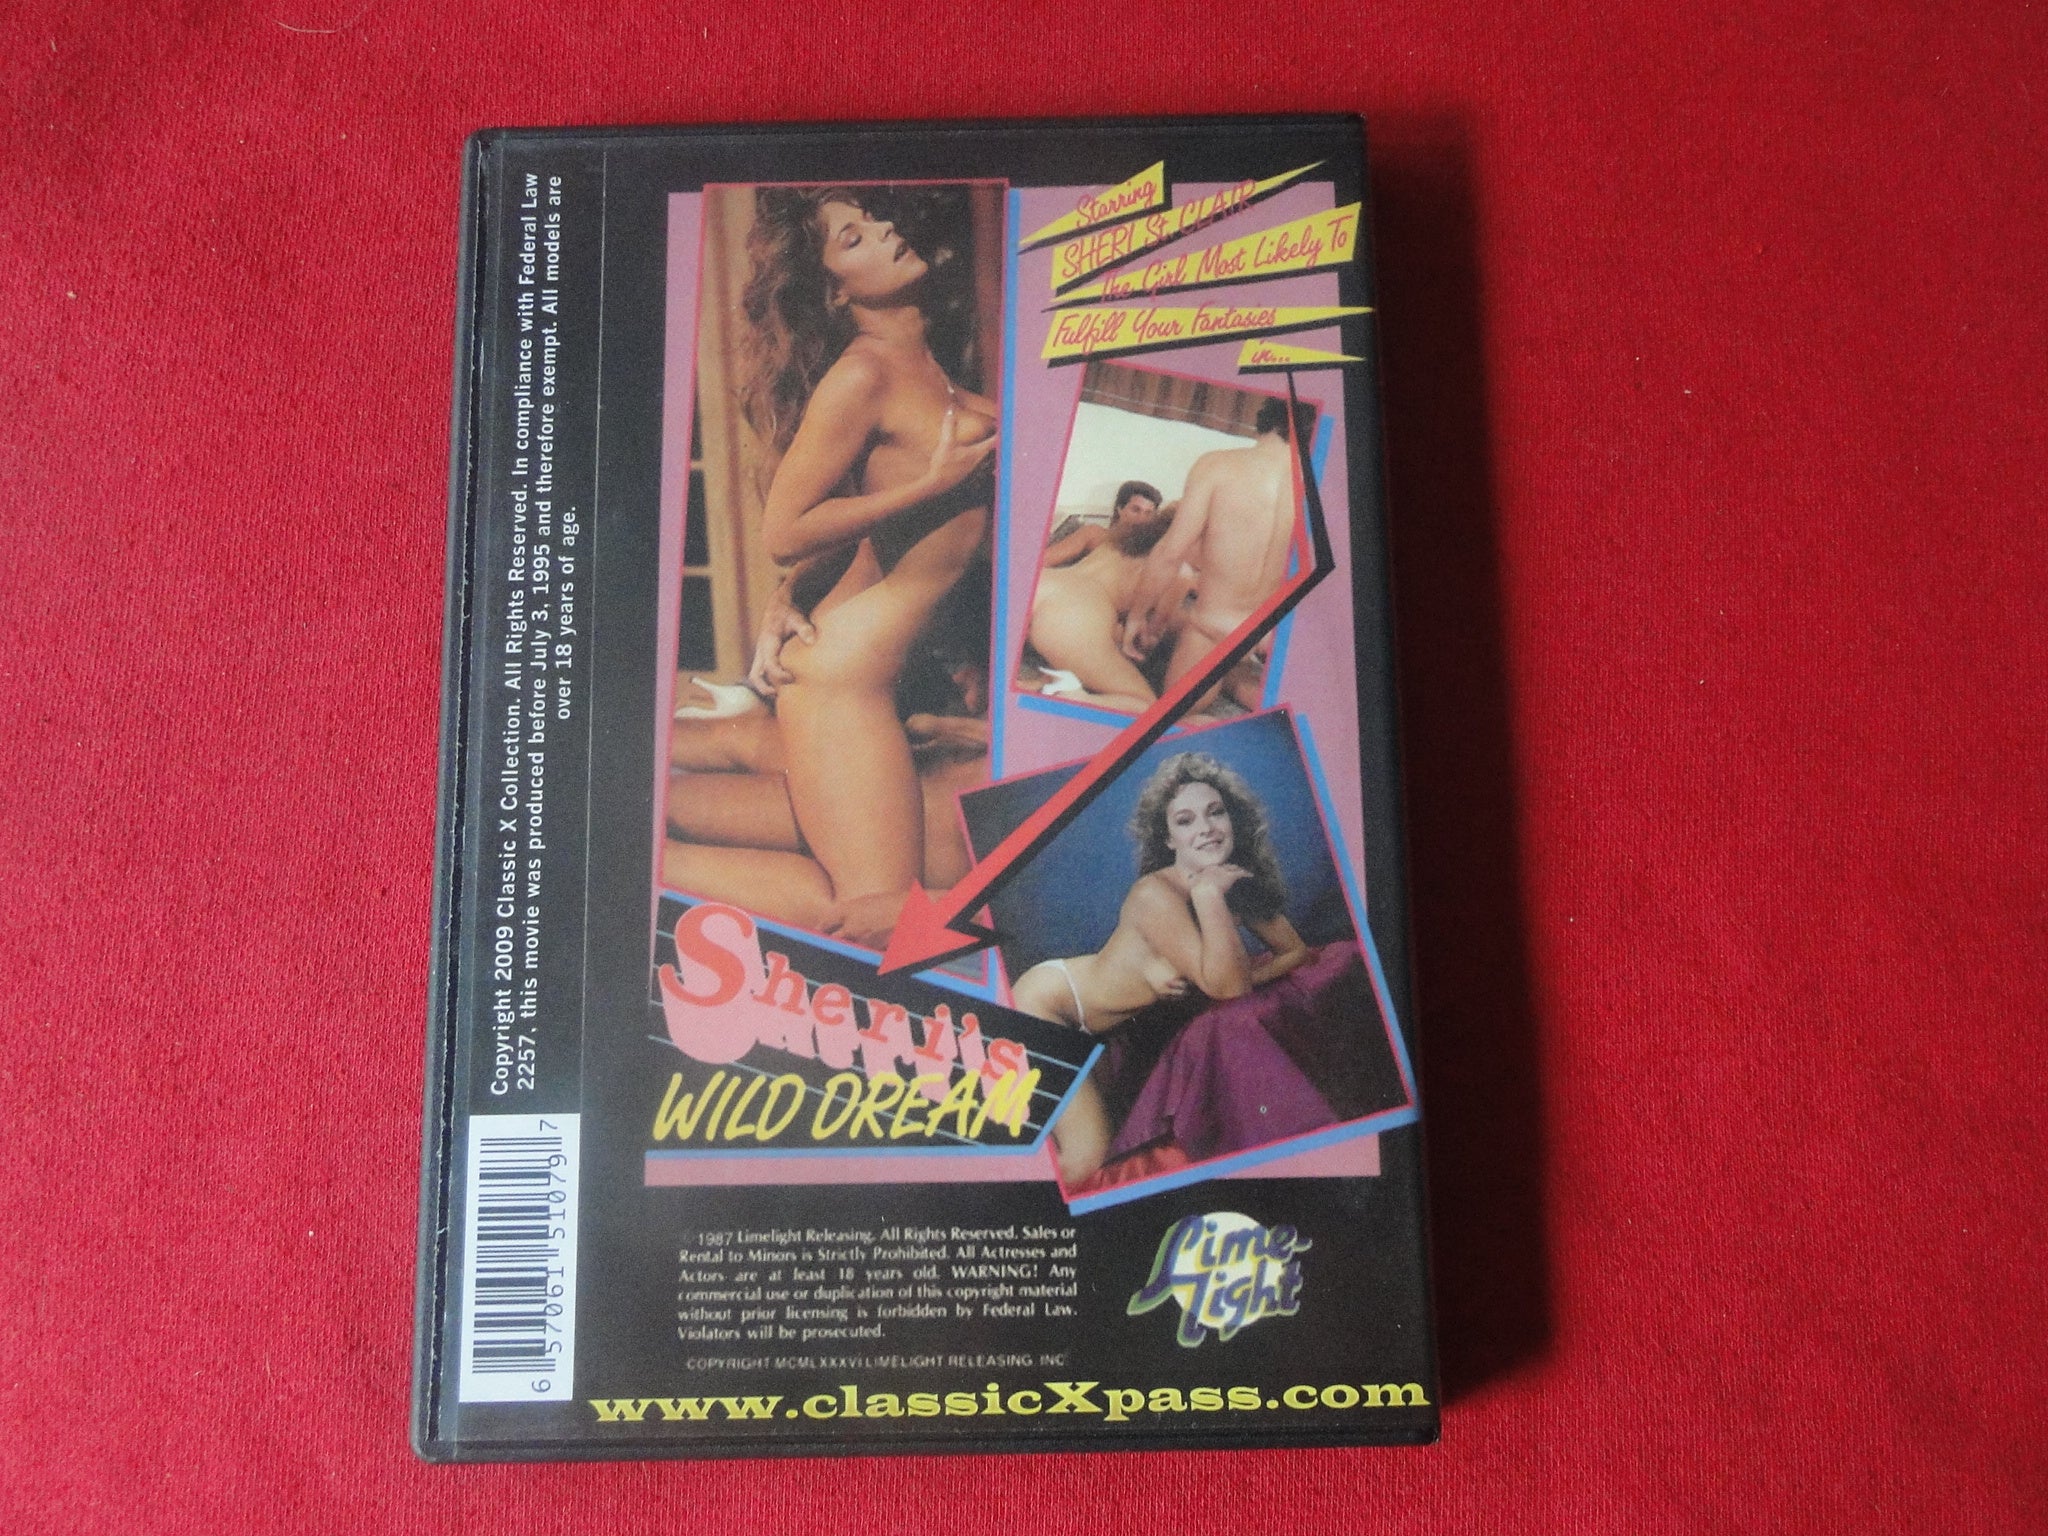 Copyright 2009 Classic X Collection. All Rights Reserved. In compliance with Federal Law
2257, this movie was produced before July 3, 1995 and therefore exempt. All models are
over 18 years of age.
6 57061 51079 7
Starring
SHERI St. CLAIR
The Girl Most Likely To
Fulfill Your Fantasies
in...
Sheri's
WILD DREAM
© 1987 Limelight Releasing. All Rights Reserved. Sales or
Rental to Minors is Strictly Prohibited. All Actresses and
Actors are at least 18 years old. WARNING! Any
commercial use or duplication of this copyright material
without prior licensing is forbidden by Federal Law.
Violators will be prosecuted.
COPYRIGHT MCMLXXXVI LIMELIGHT RELEASING, INC.
Lime-
light
www.classicXpass.com